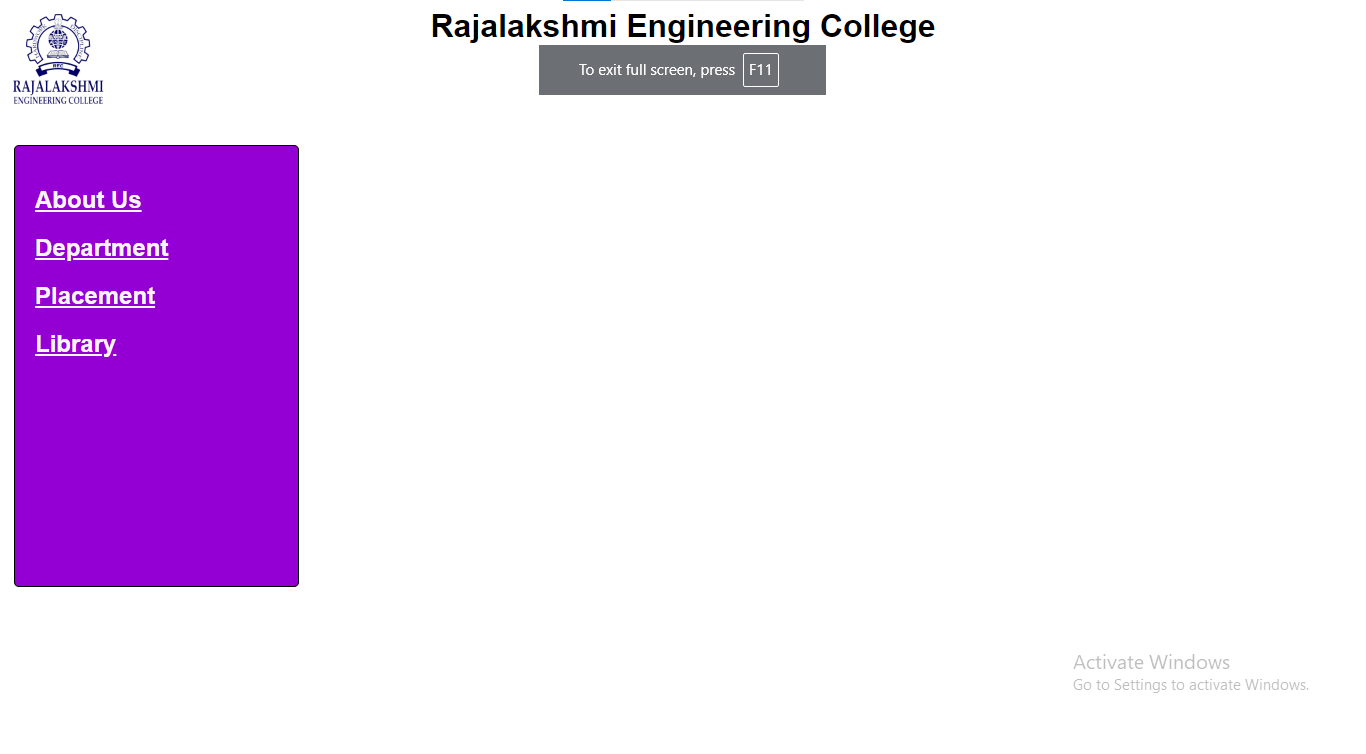 Rajalakshmi Engineering College
To exit full screen, press F11
REC
RAJALAKSHMI
ENGINEERING COLLEGE
About Us
Department
Placement
Library
Activate Windows
Go to Settings to activate Windows.